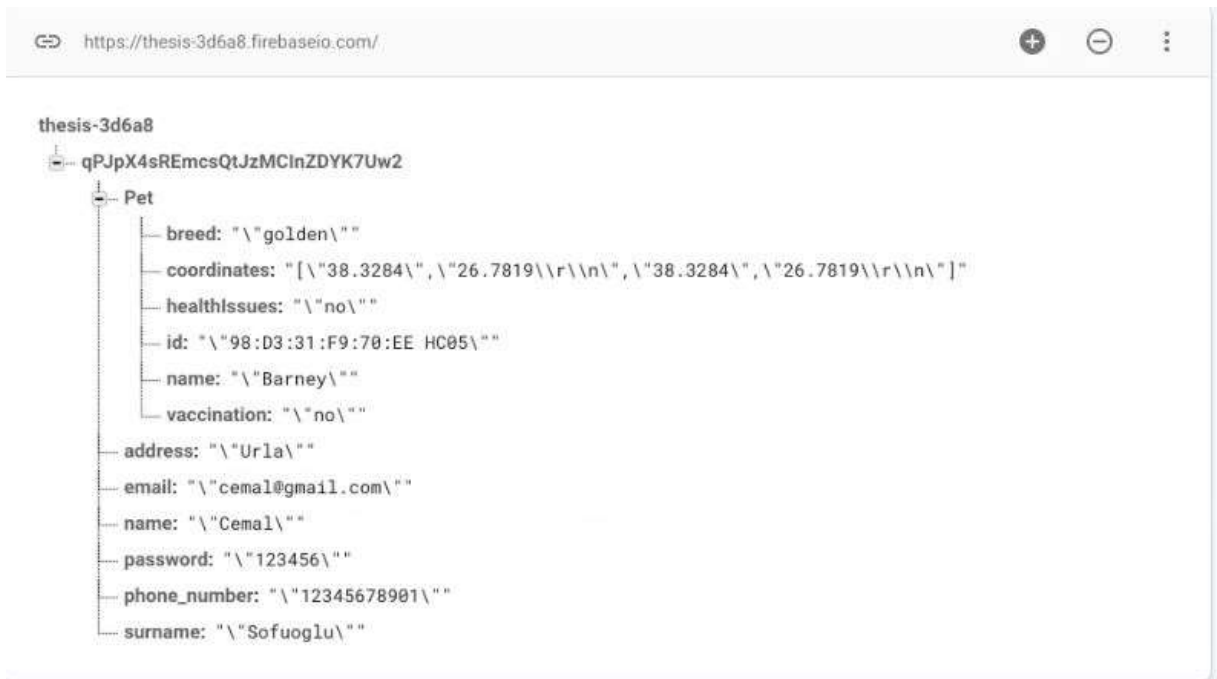 https://thesis-3d6a8.firebaseio.com/
thesis-3d6a8
qPJpX4sREmcsQtJzMCInZDYK7Uw2
Pet
breed: "\"golden\""
coordinates: "[\"38.3284\",\"26.7819\\r\\n\",\"38.3284\",\"26.7819\\r\\n\"]"
healthIssues: "\"no\""
id: "\"98:D3:31:F9:70:EE HC05\""
name: "\"Barney\""
vaccination: "\"no\""
address: "\"Urla\""
email: "\"cemal@gmail.com\""
name: "\"Cemal\""
password: "\"123456\""
phone_number: "\"12345678901\""
surname: "\"Sofuoglu\""